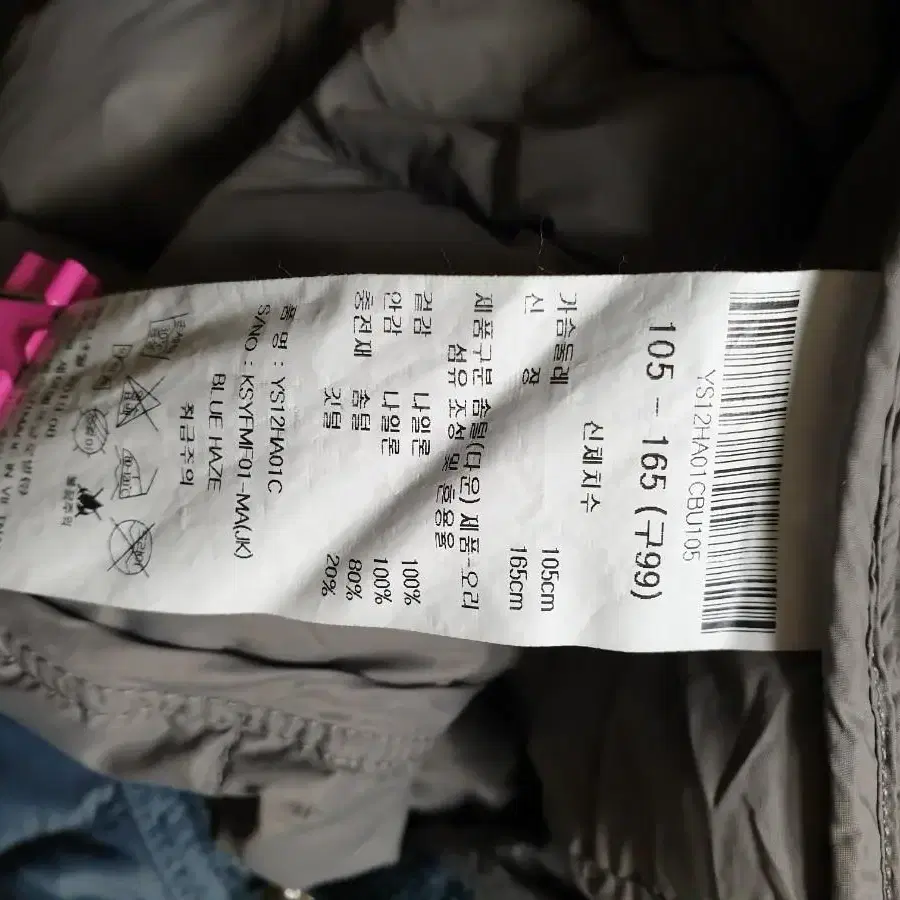 YS12HA01CBU105
105 - 165 (구99)
신체치수
가슴둘레 105cm
신 장 165cm
제품구분 솜털(다운) 제품-오리
섬유 조성 및 혼용율
겉감 나일론 100%
안감 나일론 100%
충전재 솜털 80%
깃털 20%
품 명 : YS12HA01C
S/NO : KSYFMF01-MA(JK)
BLUE HAZE
취급주의